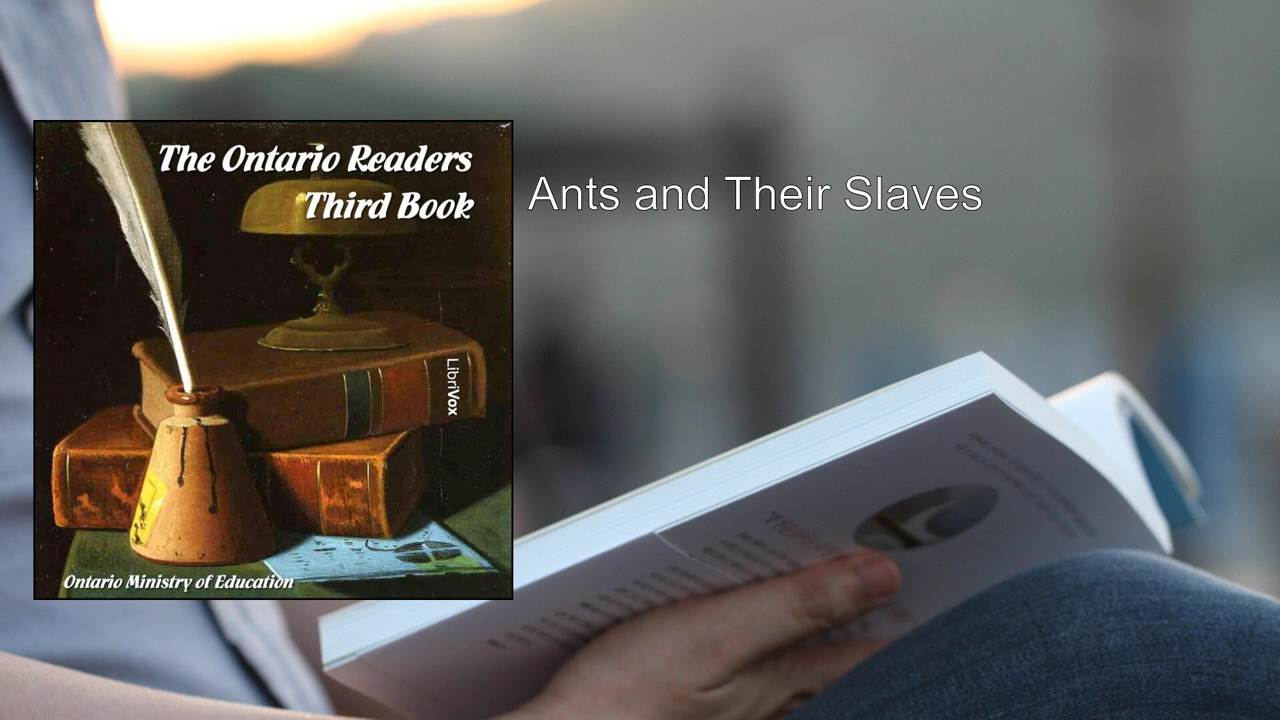 The Ontario Readers
Third Book
LibriVox
Ontario Ministry of Education
Ants and Their Slaves